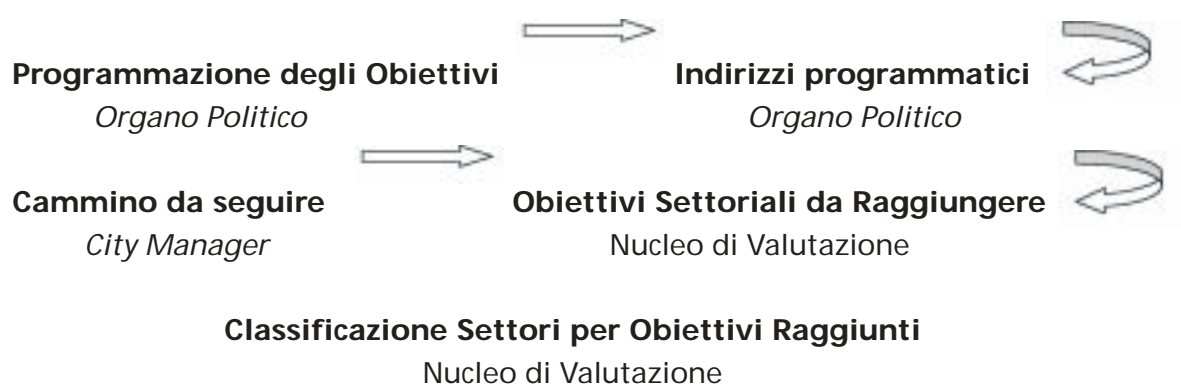 Programmazione degli Obiettivi Indirizzi programmatici
Organo Politico Organo Politico
Cammino da seguire Obiettivi Settoriali da Raggiungere
City Manager Nucleo di Valutazione
Classificazione Settori per Obiettivi Raggiunti
Nucleo di Valutazione